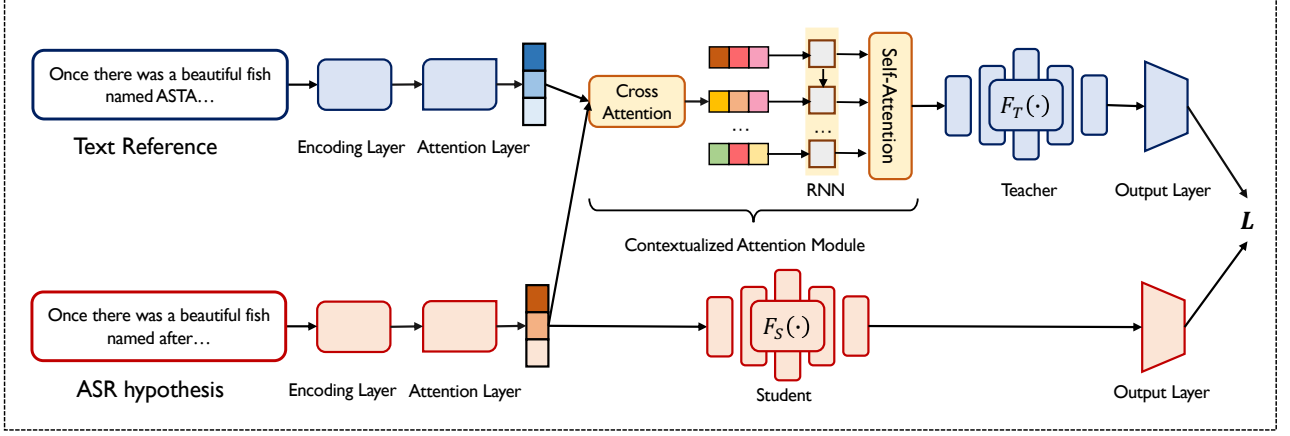 Once there was a beautiful fish
named ASTA…
Text Reference
Encoding Layer
Attention Layer
Cross
Attention
…
…
RNN
Self-Attention
Contextualized Attention Module
F_T(·)
Teacher
Output Layer
L
Once there was a beautiful fish
named after…
ASR hypothesis
Encoding Layer
Attention Layer
F_S(·)
Student
Output Layer